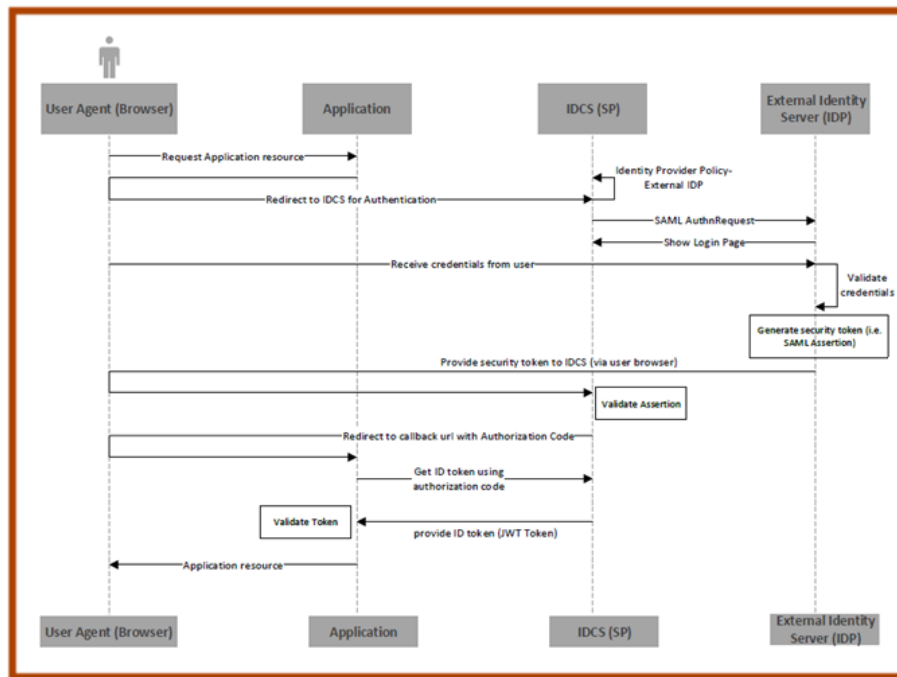 User Agent (Browser)
Application
IDCS (SP)
External Identity
Server (IDP)
Request Application resource
Identity Provider Policy-
External IDP
Redirect to IDCS for Authentication
SAML AuthnRequest
Show Login Page
Receive credentials from user
Validate
credentials
Generate security token (i.e.
SAML Assertion)
Provide security token to IDCS (via user browser)
Validate Assertion
Redirect to callback url with Authorization Code
Get ID token using
authorization code
Validate Token
provide ID token (JWT Token)
Application resource
User Agent (Browser)
Application
IDCS (SP)
External Identity
Server (IDP)